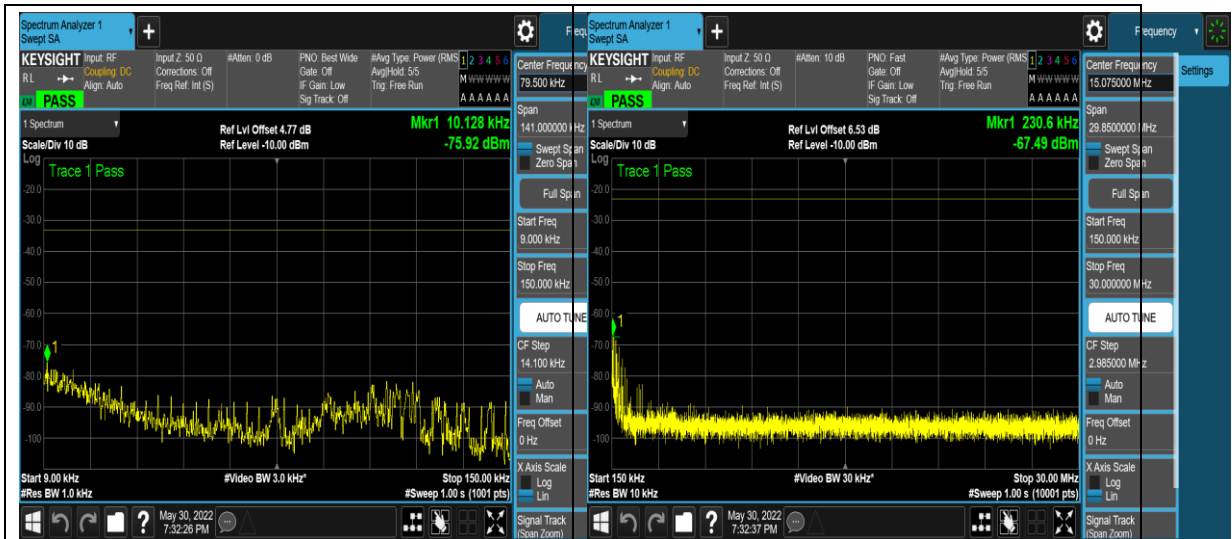 Spectrum Analyzer 1
Swept SA
+
KEYSIGHT
RL
Input: RF
Coupling: DC
Align: Auto
Input Z: 50 Ω
Corrections: Off
Freq Ref: Int (S)
#Atten: 0 dB
PNO: Best Wide
Gate: Off
IF Gain: Low
Sig Track: Off
#Avg Type: Power (RMS
Avg|Hold: 5/5
Trig: Free Run
1 2 3 4 5 6
M W W W W W
A A A A A A
PASS
1 Spectrum
Scale/Div 10 dB
Ref Lvl Offset 4.77 dB
Ref Level -10.00 dBm
Mkr1 10.128 kHz
-75.92 dBm
Log
Trace 1 Pass
-20.0
-30.0
-40.0
-50.0
-60.0
-70.0
-80.0
-90.0
-100
1
Start 9.00 kHz
#Res BW 1.0 kHz
#Video BW 3.0 kHz*
Stop 150.00 kHz
#Sweep 1.00 s (1001 pts)
May 30, 2022
7:32:26 PM
Center Frequency
79.500 kHz
Span
141.000000 kHz
Swept Span
Zero Span
Full Span
Start Freq
9.000 kHz
Stop Freq
150.000 kHz
AUTO TUNE
CF Step
14.100 kHz
Auto
Man
Freq Offset
0 Hz
X Axis Scale
Log
Lin
Signal Track
(Span Zoom)
Spectrum Analyzer 1
Swept SA
+
KEYSIGHT
RL
Input: RF
Coupling: DC
Align: Auto
Input Z: 50 Ω
Corrections: Off
Freq Ref: Int (S)
#Atten: 10 dB
PNO: Fast
Gate: Off
IF Gain: Low
Sig Track: Off
#Avg Type: Power (RMS
Avg|Hold: 5/5
Trig: Free Run
1 2 3 4 5 6
M W W W W W
A A A A A A
PASS
1 Spectrum
Scale/Div 10 dB
Ref Lvl Offset 6.53 dB
Ref Level -10.00 dBm
Mkr1 230.6 kHz
-67.49 dBm
Log
Trace 1 Pass
-20.0
-30.0
-40.0
-50.0
-60.0
-70.0
-80.0
-90.0
-100
1
Start 150 kHz
#Res BW 10 kHz
#Video BW 30 kHz*
Stop 30.00 MHz
#Sweep 1.00 s (10001 pts)
May 30, 2022
7:32:37 PM
Frequency
Settings
Center Frequency
15.075000 MHz
Span
29.8500000 MHz
Swept Span
Zero Span
Full Span
Start Freq
150.000 kHz
Stop Freq
30.000000 MHz
AUTO TUNE
CF Step
2.985000 MHz
Auto
Man
Freq Offset
0 Hz
X Axis Scale
Log
Lin
Signal Track
(Span Zoom)